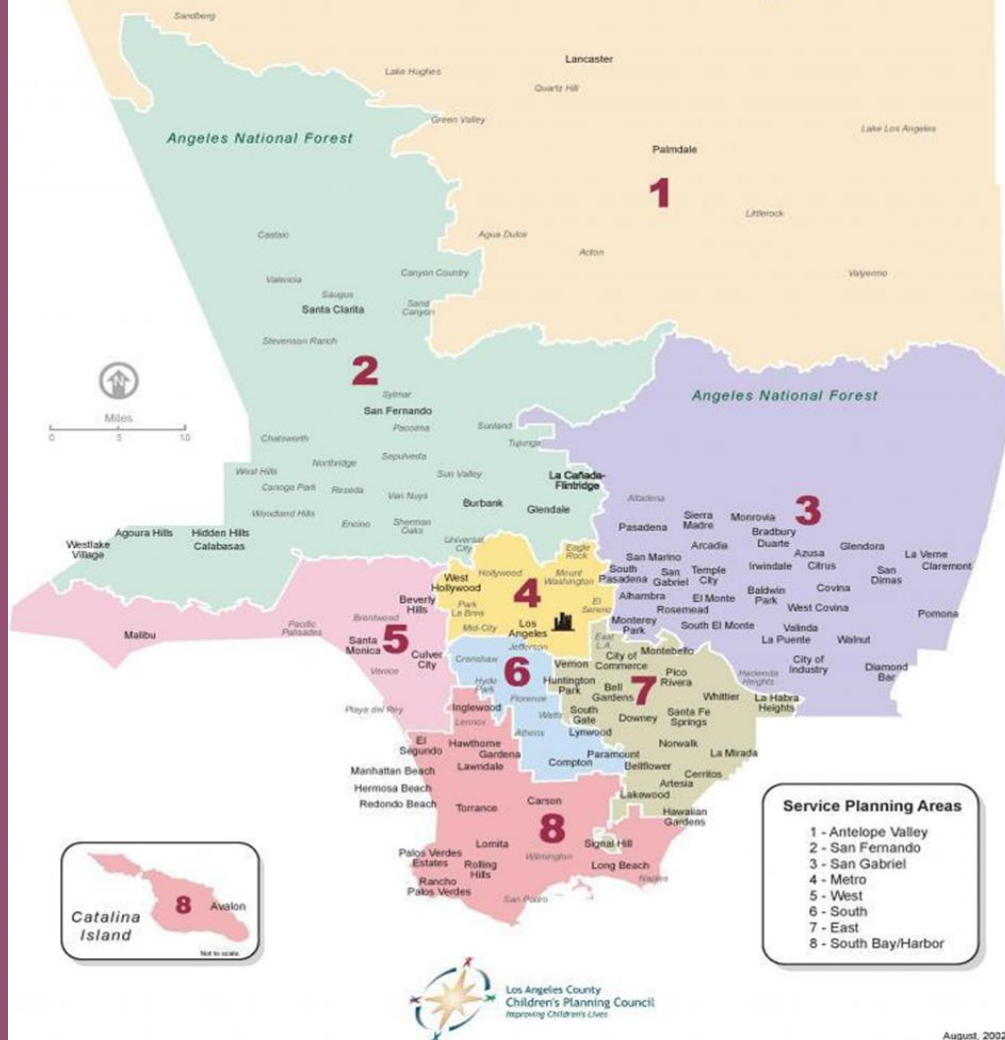 Sandberg
Lancaster
Lake Hughes
Quartz Hill
Green Valley
Lake Los Angeles
Angeles National Forest
Palmdale
1
Littlerock
Castaic
Agua Dulce
Acton
Canyon Country
Valyermo
Valencia
Saugus
Santa Clarita
Sand
Canyon
Stevenson Ranch
N
Miles
0 5 10
2
Sylmar
San Fernando
Pacoima
Sunland
Tujunga
Chatsworth
Northridge
Sepulveda
West Hills
Canoga Park
Reseda
Van Nuys
Sun Valley
La Cañada-
Flintridge
Burbank
Glendale
Woodland Hills
Encino
Sherman
Oaks
Universal
City
Agoura Hills
Hidden Hills
Calabasas
Westlake
Village
Angeles National Forest
3
Altadena
Pasadena
Sierra
Madre
Monrovia
Bradbury
Duarte
Arcadia
Azusa
Glendora
La Verne
Claremont
San Marino
Irwindale
Citrus
South
Pasadena
San
Gabriel
Temple
City
San
Dimas
Alhambra
El Monte
Baldwin
Park
Covina
Rosemead
West Covina
Pomona
Monterey
Park
South El Monte
Valinda
La Puente
Walnut
City of
Industry
Hacienda
Heights
Diamond
Bar
Eagle
Rock
West
Hollywood
Hollywood
Mount
Washington
4
Park
La Brea
El
Sereno
Mid-City
Los
Angeles
Malibu
Pacific
Palisades
Brentwood
Beverly
Hills
5
Santa
Monica
Culver
City
Venice
Playa del Rey
Jefferson
Crenshaw
6
Hyde
Park
Florence
Watts
Athens
Lynwood
Compton
Paramount
East
L.A.
Vernon
City of
Commerce
Montebello
Huntington
Park
Bell
Gardens
7
Pico
Rivera
Whittier
La Habra
Heights
South
Gate
Downey
Santa Fe
Springs
Norwalk
La Mirada
Bellflower
Cerritos
Artesia
Lakewood
Hawaiian
Gardens
Inglewood
Lennox
El
Segundo
Hawthorne
Gardena
Lawndale
Manhattan Beach
Hermosa Beach
Redondo Beach
Torrance
Carson
8
Lomita
Signal Hill
Palos Verdes
Estates
Rolling
Hills
Wilmington
Long Beach
Rancho
Palos Verdes
Naples
San Pedro
Catalina
Island
8
Avalon
Not to scale
Service Planning Areas
1 - Antelope Valley
2 - San Fernando
3 - San Gabriel
4 - Metro
5 - West
6 - South
7 - East
8 - South Bay/Harbor
Los Angeles County
Children's Planning Council
Improving Children's Lives
August, 2002